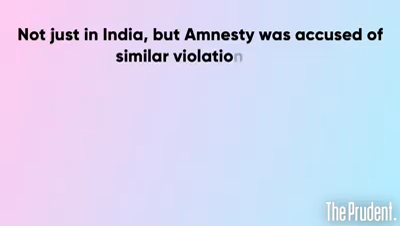 Not just in India, but Amnesty was accused of
similar violation
The Prudent.